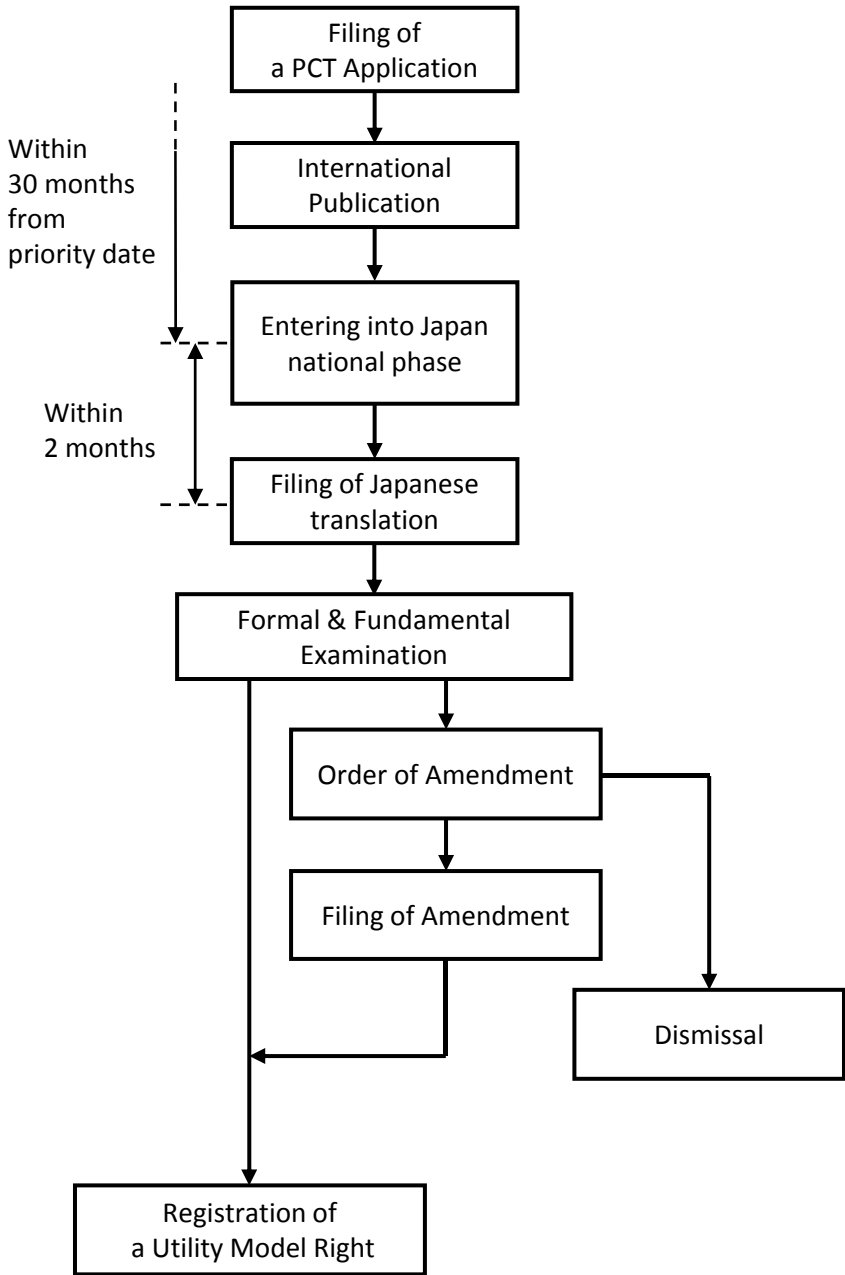 Filing of
a PCT Application
Within
30 months
from
priority date
International
Publication
Entering into Japan
national phase
Within
2 months
Filing of Japanese
translation
Formal & Fundamental
Examination
Order of Amendment
Filing of Amendment
Dismissal
Registration of
a Utility Model Right